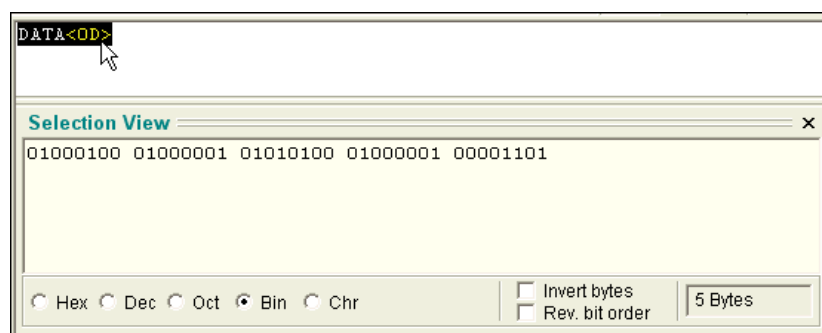 DATA<0D>
Selection View
01000100 01000001 01010100 01000001 00001101
Hex Dec Oct Bin Chr
Invert bytes
Rev. bit order
5 Bytes